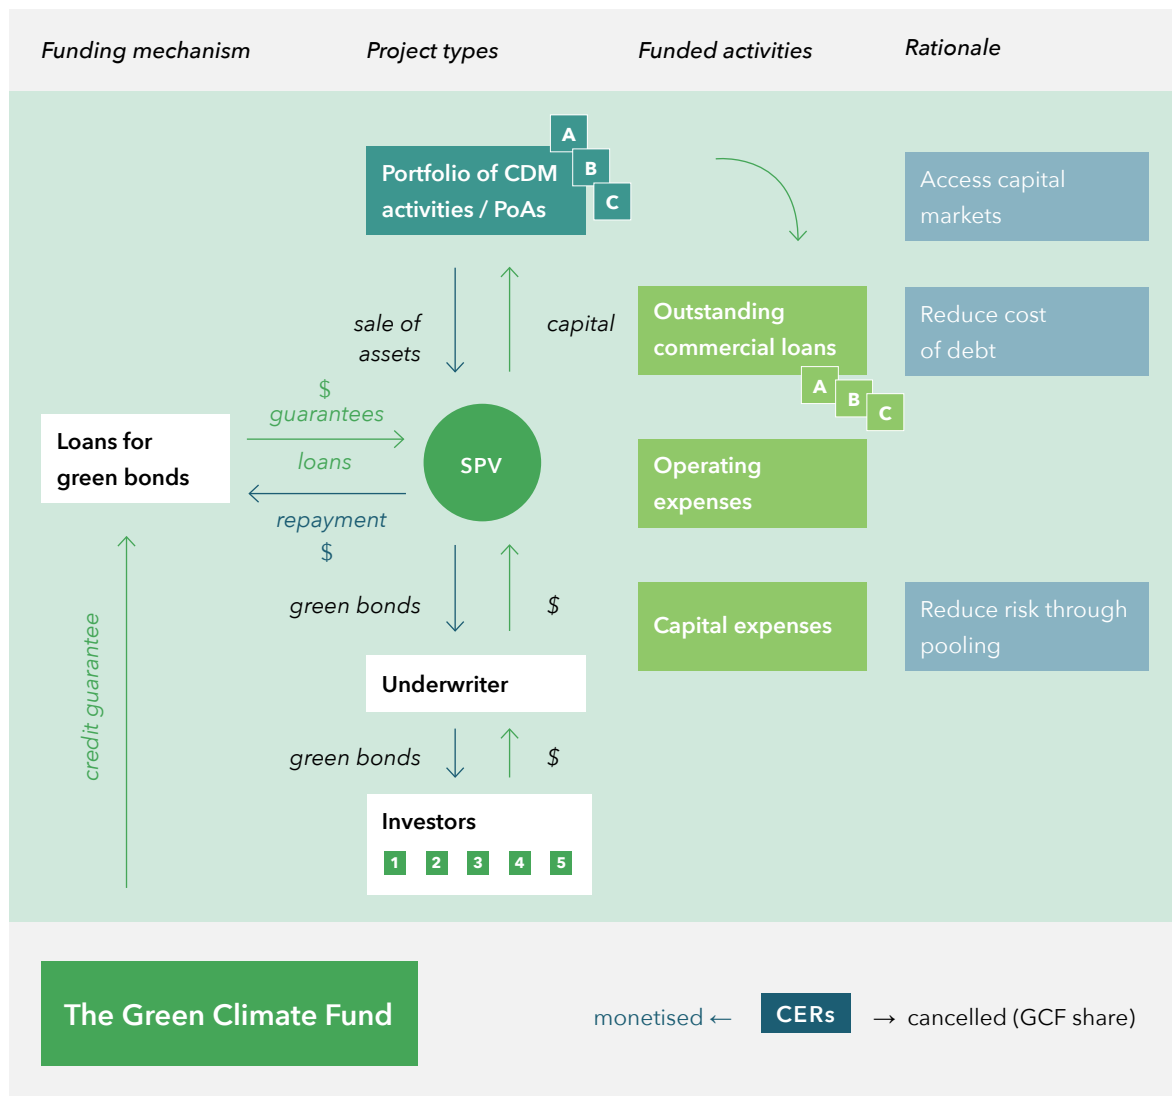 Funding mechanism
Project types
Funded activities
Rationale
A
B
C
Portfolio of CDM
activities / PoAs
Access capital
markets
sale of
assets
capital
Outstanding
commercial loans
A
B
C
Reduce cost
of debt
$
guarantees
loans
Loans for
green bonds
SPV
repayment
$
Operating
expenses
green bonds
$
Capital expenses
Reduce risk through
pooling
credit guarantee
Underwriter
green bonds
$
Investors
1 2 3 4 5
The Green Climate Fund
monetised ← CERs → cancelled (GCF share)